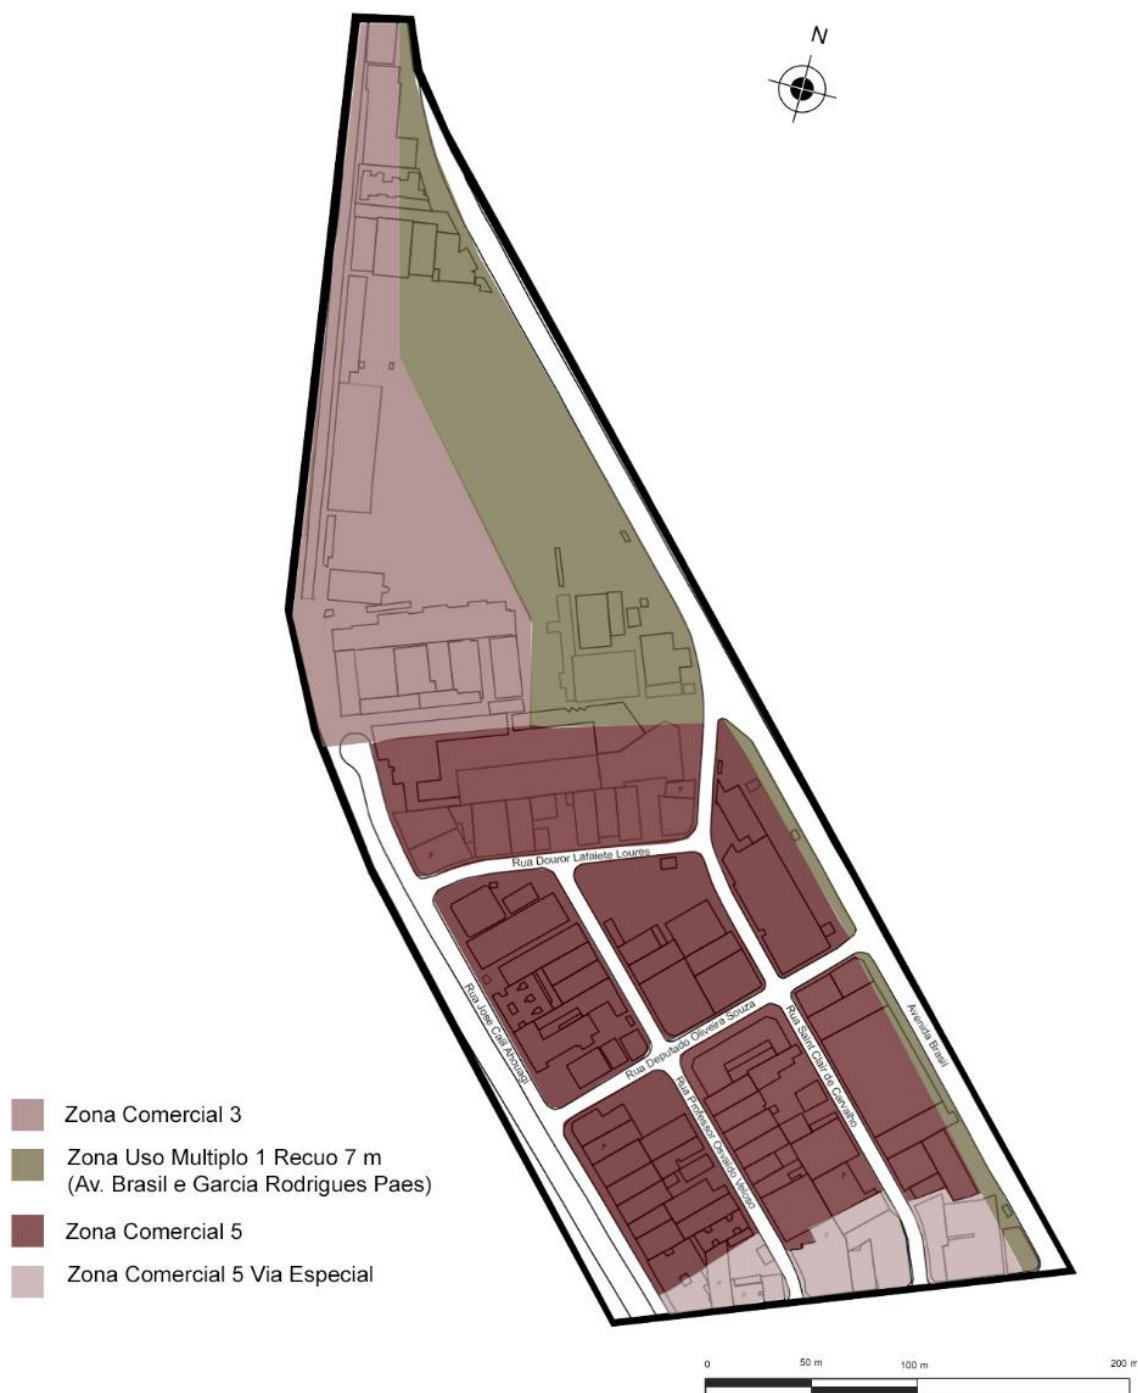 N
Rua Douror Lafaiete Loures
Rua Jose Calil Ahouagi
Rua Deputado Oliveira Souza
Avenida Brasil
Rua Saint Clair de Carvalho
Rua Professor Osvaldo Veloso
Zona Comercial 3
Zona Uso Multiplo 1 Recuo 7 m
(Av. Brasil e Garcia Rodrigues Paes)
Zona Comercial 5
Zona Comercial 5 Via Especial
0 50 m 100 m 200 m